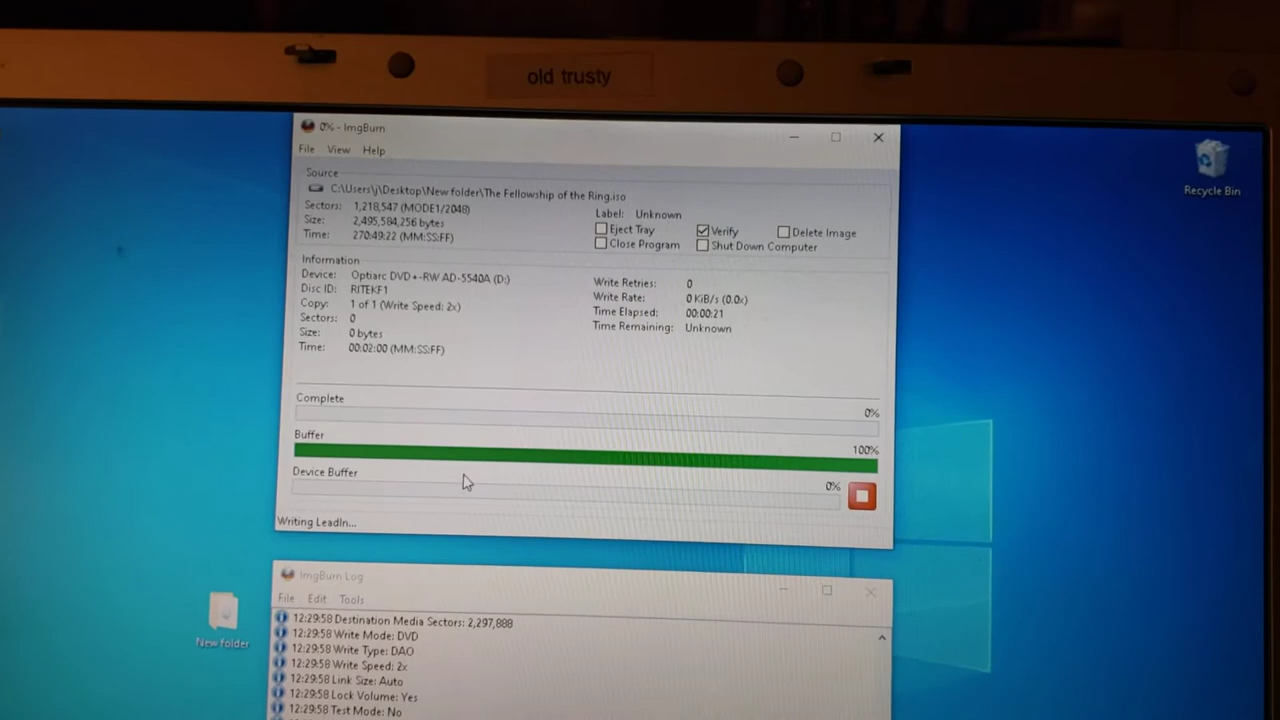 old trusty
0% - ImgBurn
File View Help
Recycle Bin
Source
C:\Users\j\Desktop\New folder\The Fellowship of the Ring.iso
Sectors: 1,218,547 (MODE1/2048)
Size: 2,495,584,256 bytes
Time: 270:49:22 (MM:SS:FF)
Label: Unknown
Eject Tray Verify Delete Image
Close Program Shut Down Computer
Information
Device: Optiarc DVD+-RW AD-5540A (D:)
Disc ID: RITEKF1
Copy: 1 of 1 (Write Speed: 2x)
Sectors: 0
Size: 0 bytes
Time: 00:02:00 (MM:SS:FF)
Write Retries: 0
Write Rate: 0 KiB/s (0.0x)
Time Elapsed: 00:00:21
Time Remaining: Unknown
Complete 0%
Buffer 100%
Device Buffer 0%
Writing LeadIn...
ImgBurn Log
File Edit Tools
New folder
12:29:58 Destination Media Sectors: 2,297,888
12:29:58 Write Mode: DVD
12:29:58 Write Type: DAO
12:29:58 Write Speed: 2x
12:29:58 Link Size: Auto
12:29:58 Lock Volume: Yes
12:29:58 Test Mode: No